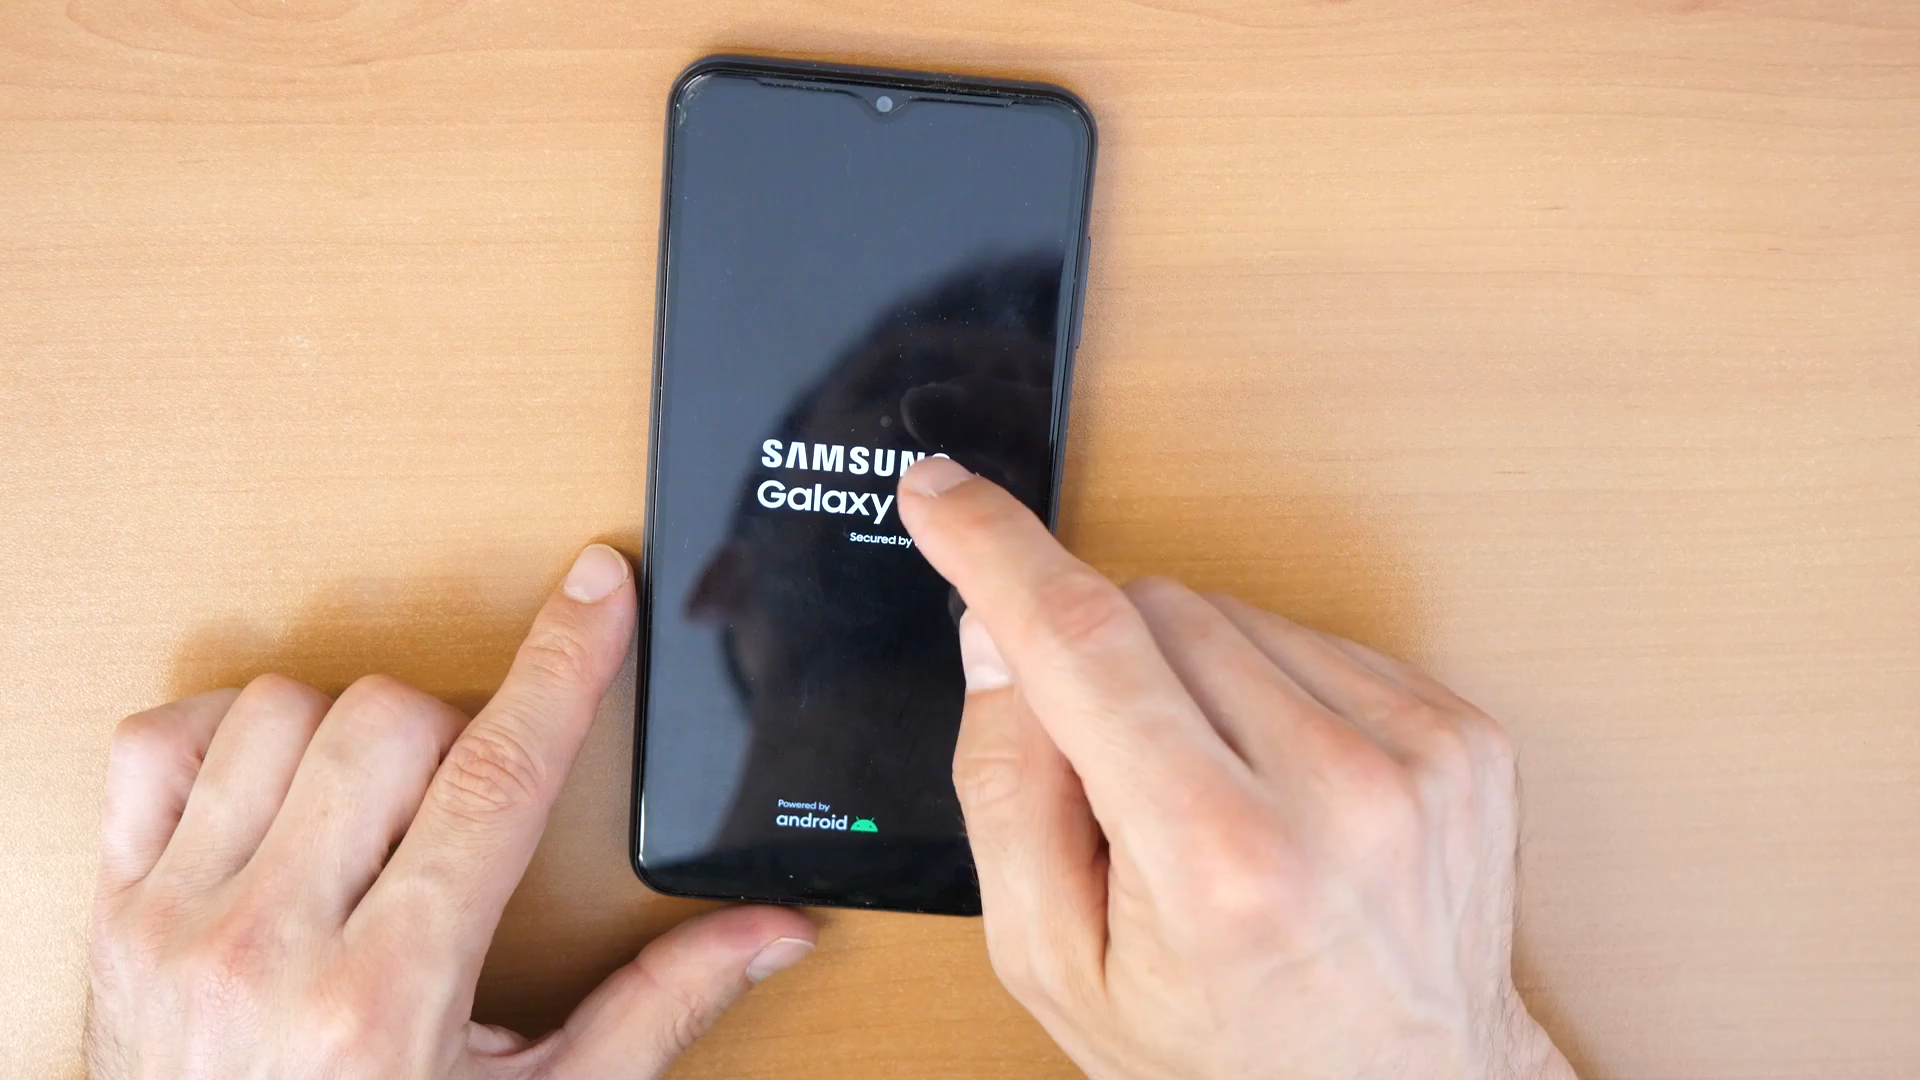 SAMSUNG
Galaxy
Secured by
Powered by
android